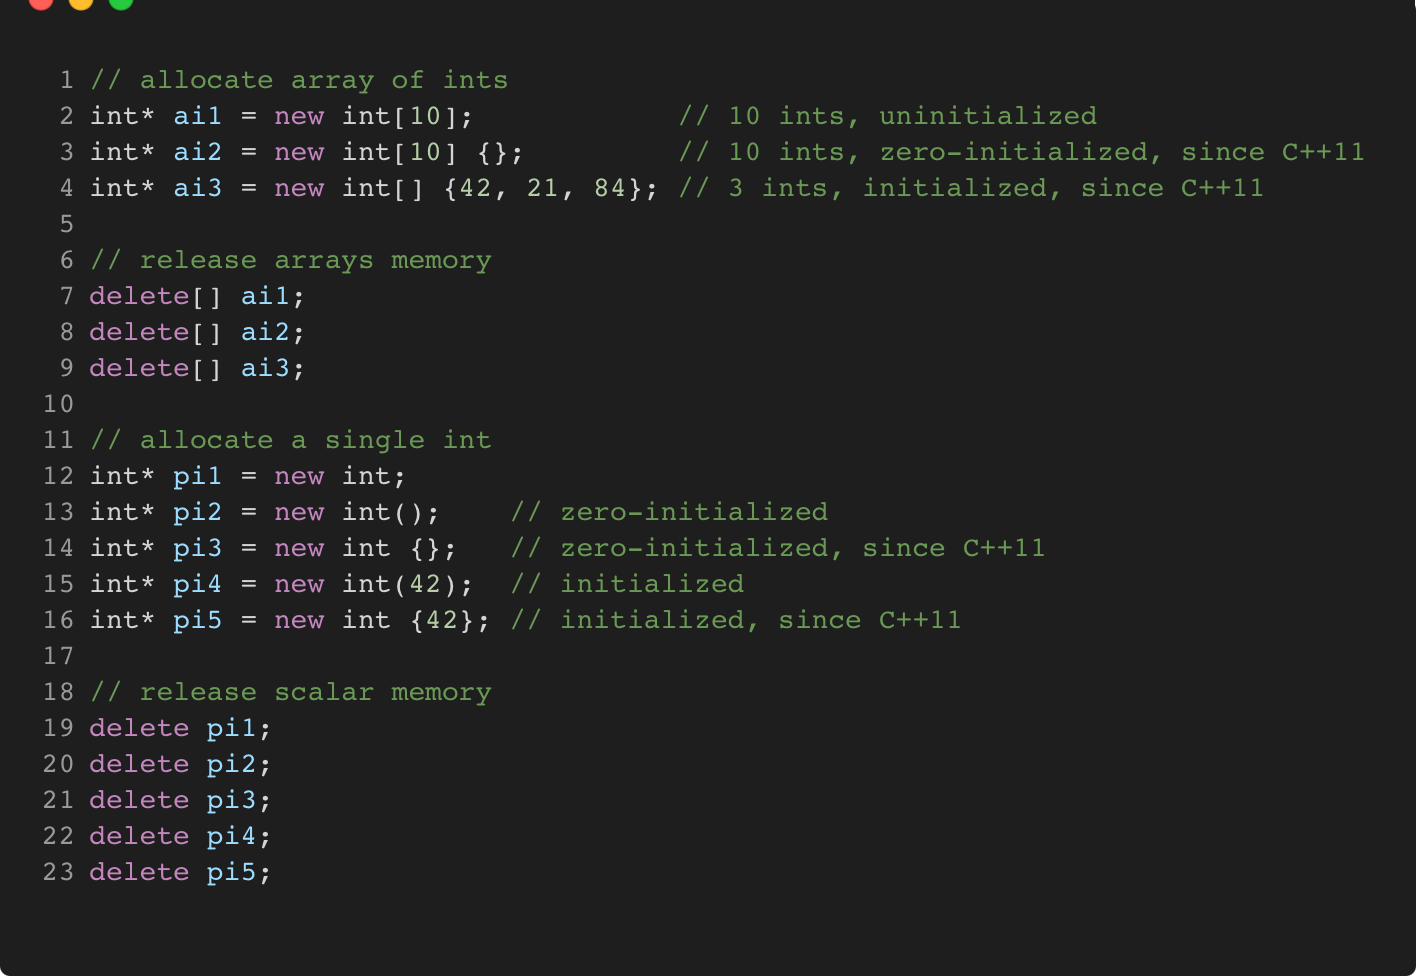 1 // allocate array of ints
2 int* ai1 = new int[10];            // 10 ints, uninitialized
3 int* ai2 = new int[10] {};         // 10 ints, zero-initialized, since C++11
4 int* ai3 = new int[] {42, 21, 84}; // 3 ints, initialized, since C++11
5
6 // release arrays memory
7 delete[] ai1;
8 delete[] ai2;
9 delete[] ai3;
10
11 // allocate a single int
12 int* pi1 = new int;
13 int* pi2 = new int();    // zero-initialized
14 int* pi3 = new int {};   // zero-initialized, since C++11
15 int* pi4 = new int(42);  // initialized
16 int* pi5 = new int {42}; // initialized, since C++11
17
18 // release scalar memory
19 delete pi1;
20 delete pi2;
21 delete pi3;
22 delete pi4;
23 delete pi5;